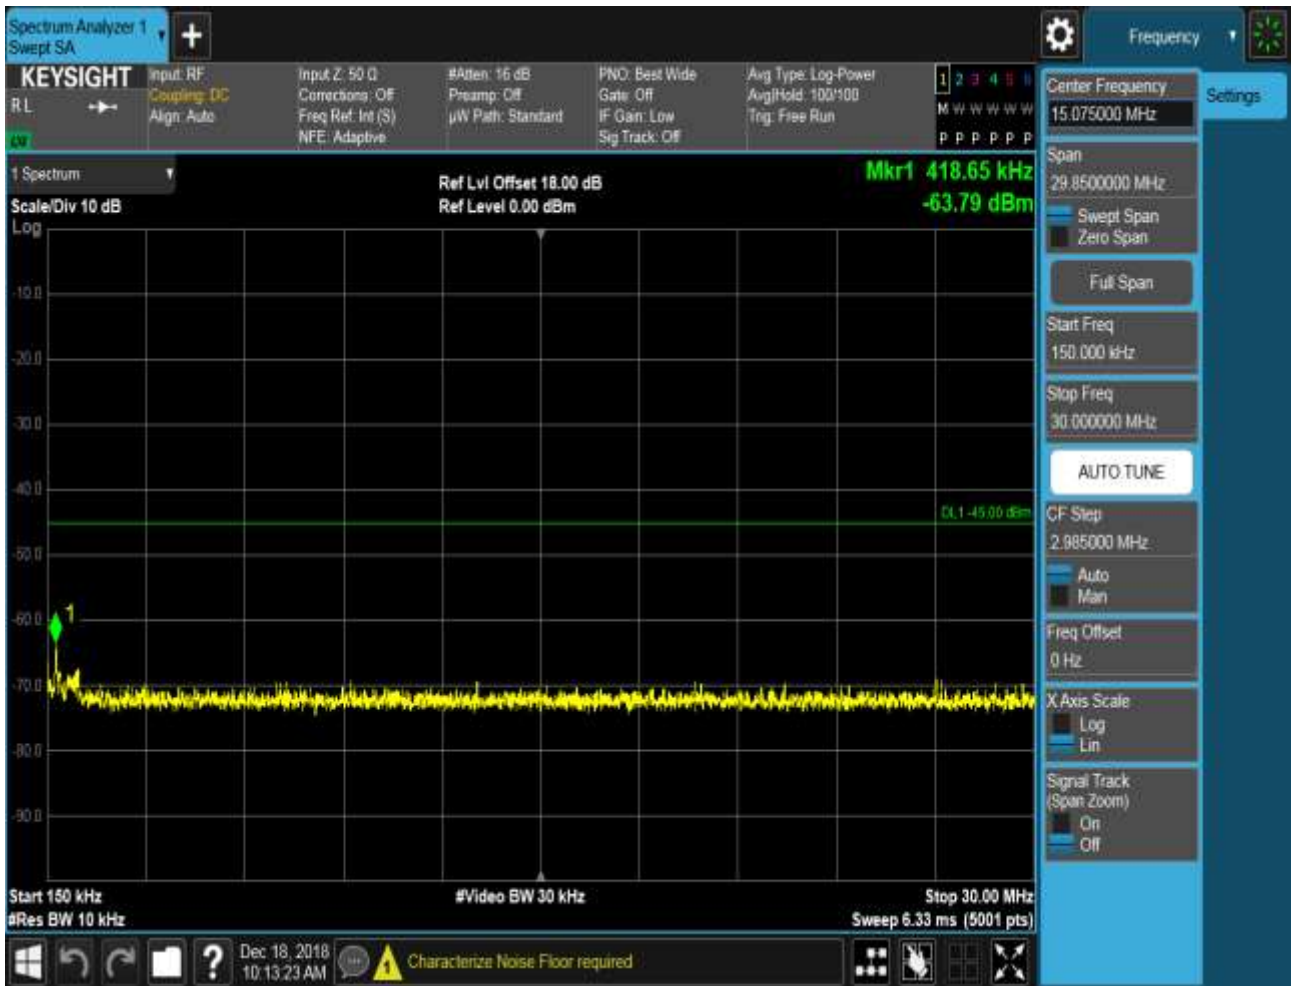 Spectrum Analyzer 1
Swept SA
Frequency
KEYSIGHT
RL
Input: RF
Coupling: DC
Align: Auto
Input Z: 50 Ω
Corrections: Off
Freq Ref: Int (S)
NFE: Adaptive
#Atten: 16 dB
Preamp: Off
µW Path: Standard
PNO: Best Wide
Gate: Off
IF Gain: Low
Sig Track: Off
Avg Type: Log-Power
Avg|Hold: 100/100
Trig: Free Run
1 2 3 4 5 6
M W W W W W
P P P P P P
1 Spectrum
Scale/Div 10 dB
Log
Ref Lvl Offset 18.00 dB
Ref Level 0.00 dBm
Mkr1 418.65 kHz
-63.79 dBm
-10.0
-20.0
-30.0
-40.0
DL1 -45.00 dBm
-50.0
-60.0
1
-70.0
-80.0
-90.0
Start 150 kHz
#Res BW 10 kHz
#Video BW 30 kHz
Stop 30.00 MHz
Sweep 6.33 ms (5001 pts)
Center Frequency
15.075000 MHz
Settings
Span
29.8500000 MHz
Swept Span
Zero Span
Full Span
Start Freq
150.000 kHz
Stop Freq
30.000000 MHz
AUTO TUNE
CF Step
2.985000 MHz
Auto
Man
Freq Offset
0 Hz
X Axis Scale
Log
Lin
Signal Track
(Span Zoom)
On
Off
?
Dec 18, 2018
10:13:23 AM
1
Characterize Noise Floor required